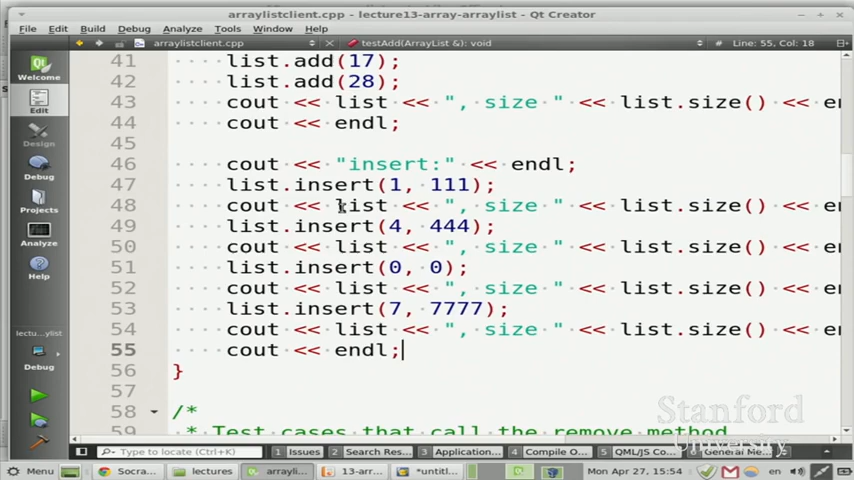 arraylistclient.cpp - lecture13-array-arraylist - Qt Creator
File Edit Build Debug Analyze Tools Window Help
arraylistclient.cpp testAdd(ArrayList &): void # Line: 55, Col: 18
Welcome
Edit
Design
Debug
Projects
Analyze
Help
Debug
41 list.add(17);
42 list.add(28);
43 cout << list << ", size " << list.size() << en
44 cout << endl;
45
46 cout << "insert:" << endl;
47 list.insert(1, 111);
48 cout << list << ", size " << list.size() << en
49 list.insert(4, 444);
50 cout << list << ", size " << list.size() << en
51 list.insert(0, 0);
52 cout << list << ", size " << list.size() << en
53 list.insert(7, 7777);
54 cout << list << ", size " << list.size() << en
55 cout << endl;
56 }
57
58 /*
59 * Test cases that call the remove method
Stanford
University
Type to locate (Ctrl+K) 1 Issues 2 Search Res... 3 Application... 4 Compile O... 5 QML/JS Co... 6 General Me...
Menu Socra... lectures arrayli... 13-arr... *untitl... en Mon Apr 27, 15:54